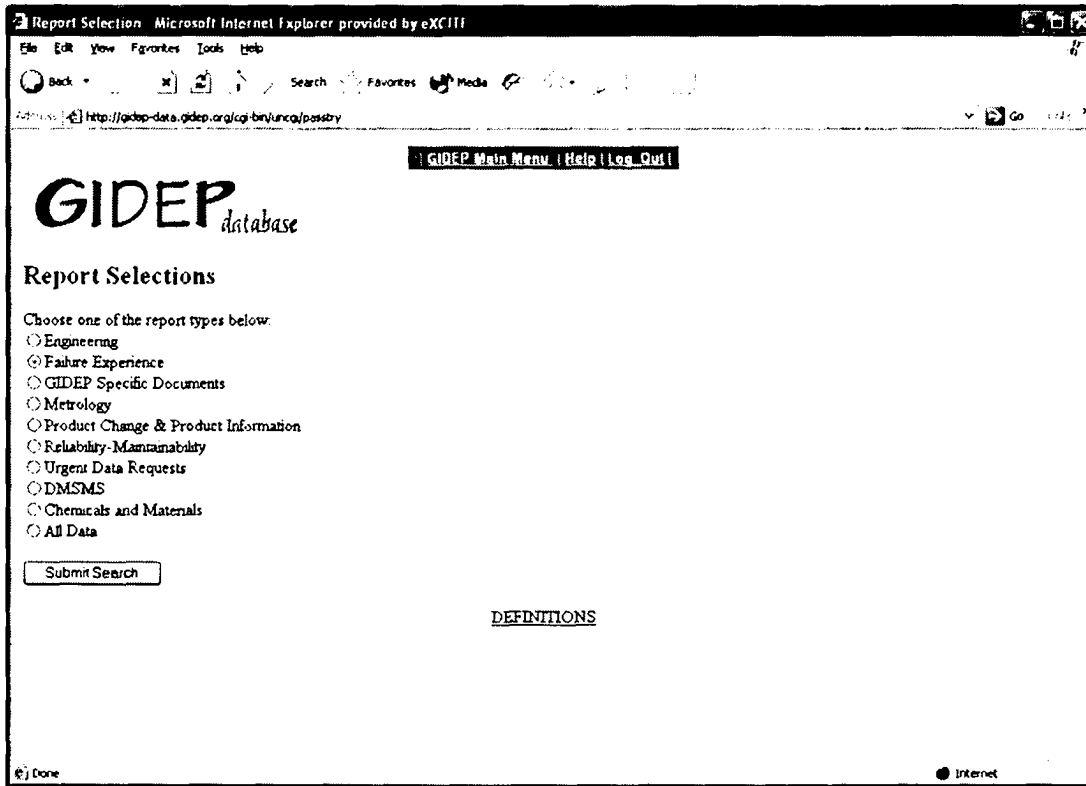 Report Selection Microsoft Internet Explorer provided by eXCITE
File Edit View Favorites Tools Help
Back Search Favorites Media
http://gidep-data.gidep.org/cgi-bin/uncgi/passtry Go
| GIDEP Main Menu | Help | Log Out |
GIDEP database
Report Selections
Choose one of the report types below:
Engineering
Failure Experience
GIDEP Specific Documents
Metrology
Product Change & Product Information
Reliability-Maintainability
Urgent Data Requests
DMSMS
Chemicals and Materials
All Data
Submit Search
DEFINITIONS
Done Internet